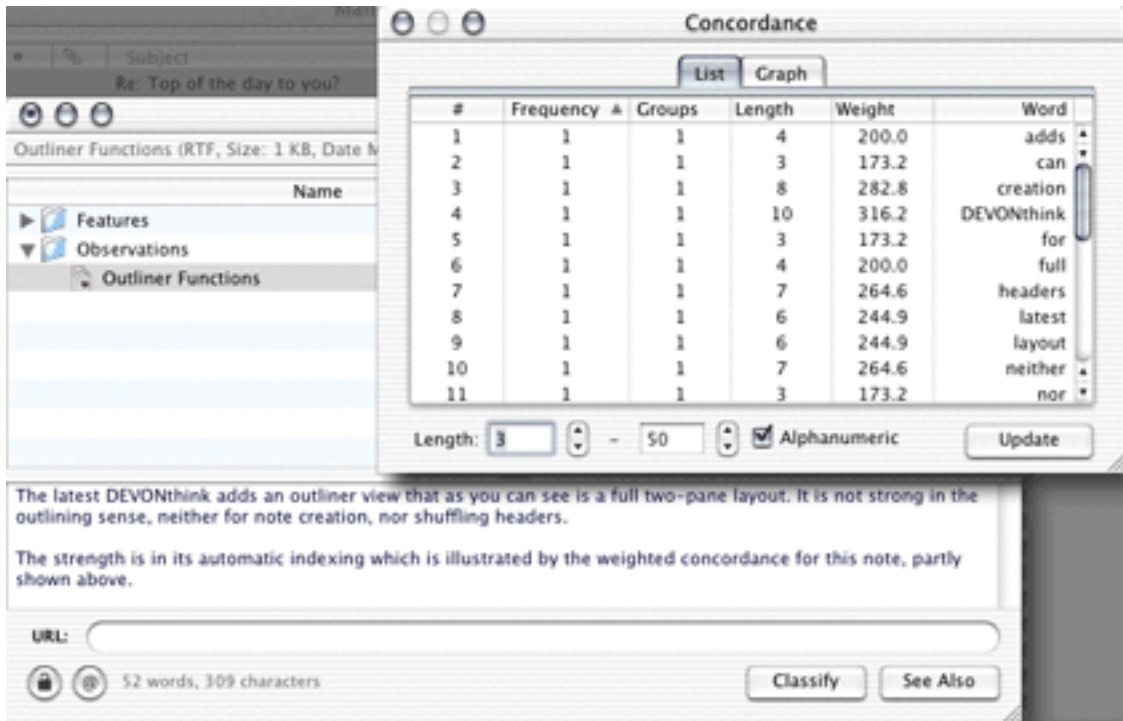 Subject
Re: Top of the day to you?
Outliner Functions (RTF, Size: 1 KB, Date M
Name
Features
Observations
Outliner Functions
Concordance
List Graph
# Frequency Groups Length Weight Word
1 1 1 4 200.0 adds
2 1 1 3 173.2 can
3 1 1 8 282.8 creation
4 1 1 10 316.2 DEVONthink
5 1 1 3 173.2 for
6 1 1 4 200.0 full
7 1 1 7 264.6 headers
8 1 1 6 244.9 latest
9 1 1 6 244.9 layout
10 1 1 7 264.6 neither
11 1 1 3 173.2 nor
Length: 3 - 50 Alphanumeric Update
The latest DEVONthink adds an outliner view that as you can see is a full two-pane layout. It is not strong in the
outlining sense, neither for note creation, nor shuffling headers.
The strength is in its automatic indexing which is illustrated by the weighted concordance for this note, partly
shown above.
URL:
@ 52 words, 309 characters Classify See Also